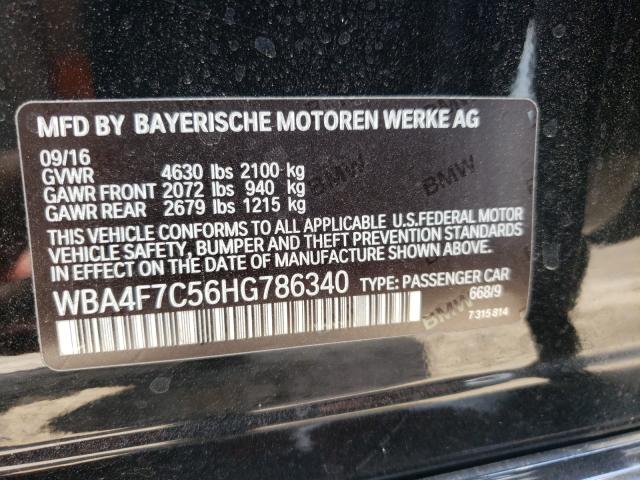 MFD BY BAYERISCHE MOTOREN WERKE AG
09/16
GVWR 4630 lbs 2100 kg
GAWR FRONT 2072 lbs 940 kg
GAWR REAR 2679 lbs 1215 kg
THIS VEHICLE CONFORMS TO ALL APPLICABLE U.S.FEDERAL MOTOR
VEHICLE SAFETY, BUMPER AND THEFT PREVENTION STANDARDS
IN EFFECT ON THE DATE OF MANUFACTURE SHOWN ABOVE.
WBA4F7C56HG786340 TYPE: PASSENGER CAR
668/9
7 315 814
BMW
BMW
BMW